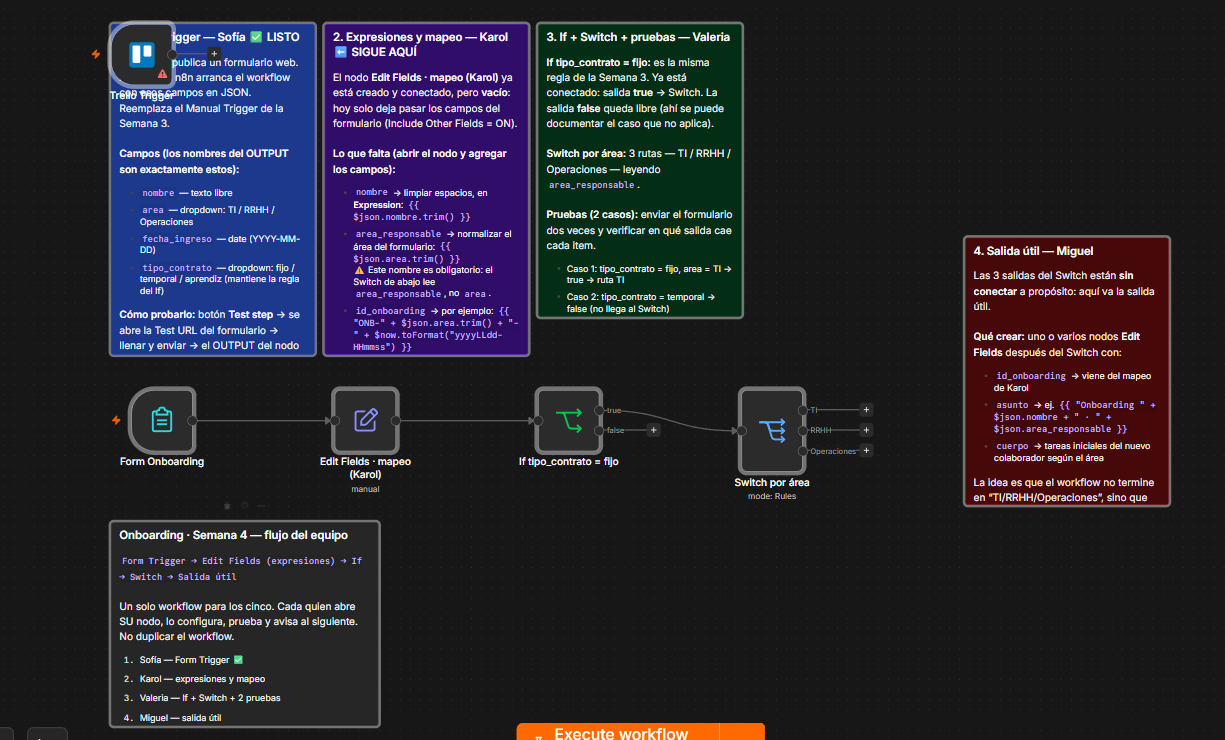 igger — Sofía ✅ LISTO
publica un formulario web.
n8n arranca el workflow
con esos campos en JSON.
Trello Trigger
Reemplaza el Manual Trigger de la
Semana 3.
Campos (los nombres del OUTPUT
son exactamente estos):
nombre — texto libre
area — dropdown: TI / RRHH /
Operaciones
fecha_ingreso — date (YYYY-MM-
DD)
tipo_contrato — dropdown: fijo /
temporal / aprendiz (mantiene la regla
del If)
Cómo probarlo: botón Test step → se
abre la Test URL del formulario →
llenar y enviar → el OUTPUT del nodo
2. Expresiones y mapeo — Karol
⬅️ SIGUE AQUÍ
El nodo Edit Fields · mapeo (Karol) ya
está creado y conectado, pero vacío:
hoy solo deja pasar los campos del
formulario (Include Other Fields = ON).
Lo que falta (abrir el nodo y agregar
los campos):
nombre → limpiar espacios, en
Expression: {{
$json.nombre.trim() }}
area_responsable → normalizar el
área del formulario: {{
$json.area.trim() }}
⚠️ Este nombre es obligatorio: el
Switch de abajo lee
area_responsable, no area.
id_onboarding → por ejemplo: {{
"ONB-" + $json.area.trim() + "-
" + $now.toFormat("yyyyLLdd-
HHmmss") }}
3. If + Switch + pruebas — Valeria
If tipo_contrato = fijo: es la misma
regla de la Semana 3. Ya está
conectado: salida true → Switch. La
salida false queda libre (ahí se puede
documentar el caso que no aplica).
Switch por área: 3 rutas — TI / RRHH /
Operaciones — leyendo
area_responsable.
Pruebas (2 casos): enviar el formulario
dos veces y verificar en qué salida cae
cada item.
Caso 1: tipo_contrato = fijo, area = TI →
true → ruta TI
Caso 2: tipo_contrato = temporal →
false (no llega al Switch)
4. Salida útil — Miguel
Las 3 salidas del Switch están sin
conectar a propósito: aquí va la salida
útil.
Qué crear: uno o varios nodos Edit
Fields después del Switch con:
id_onboarding → viene del mapeo
de Karol
asunto → ej. {{ "Onboarding " +
$json.nombre + " · " +
$json.area_responsable }}
cuerpo → tareas iniciales del nuevo
colaborador según el área
La idea es que el workflow no termine
en “TI/RRHH/Operaciones”, sino que
Form Onboarding
Edit Fields · mapeo
(Karol)
manual
true
false
If tipo_contrato = fijo
TI
RRHH
Operaciones
Switch por área
mode: Rules
Onboarding · Semana 4 — flujo del equipo
Form Trigger → Edit Fields (expresiones) → If
→ Switch → Salida útil
Un solo workflow para los cinco. Cada quien abre
SU nodo, lo configura, prueba y avisa al siguiente.
No duplicar el workflow.
1. Sofía — Form Trigger ✅
2. Karol — expresiones y mapeo
3. Valeria — If + Switch + 2 pruebas
4. Miguel — salida útil
Execute workflow